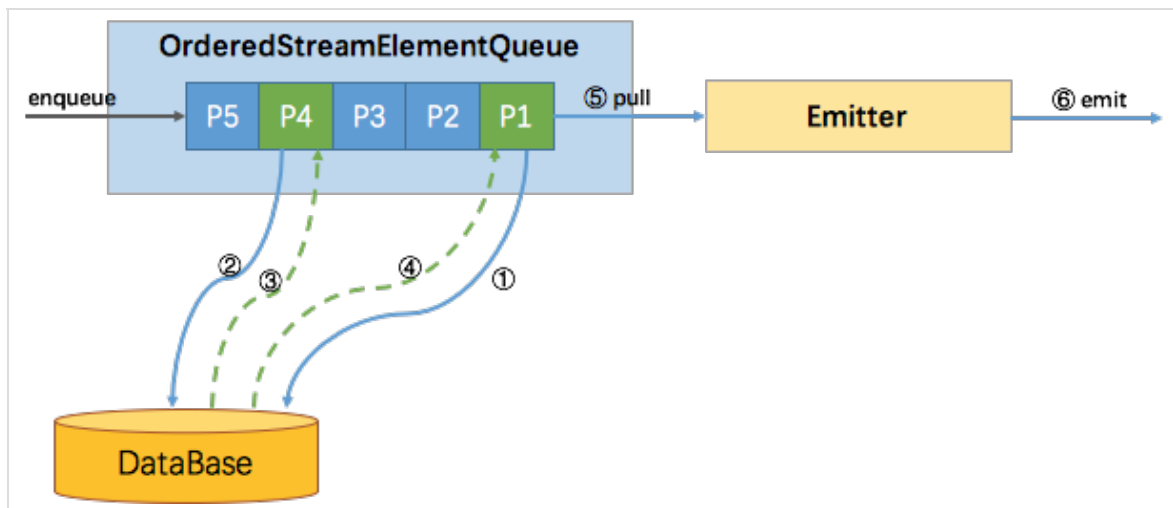 OrderedStreamElementQueue
enqueue
P5 P4 P3 P2 P1
⑤ pull
Emitter
⑥ emit
②
③
④
①
DataBase